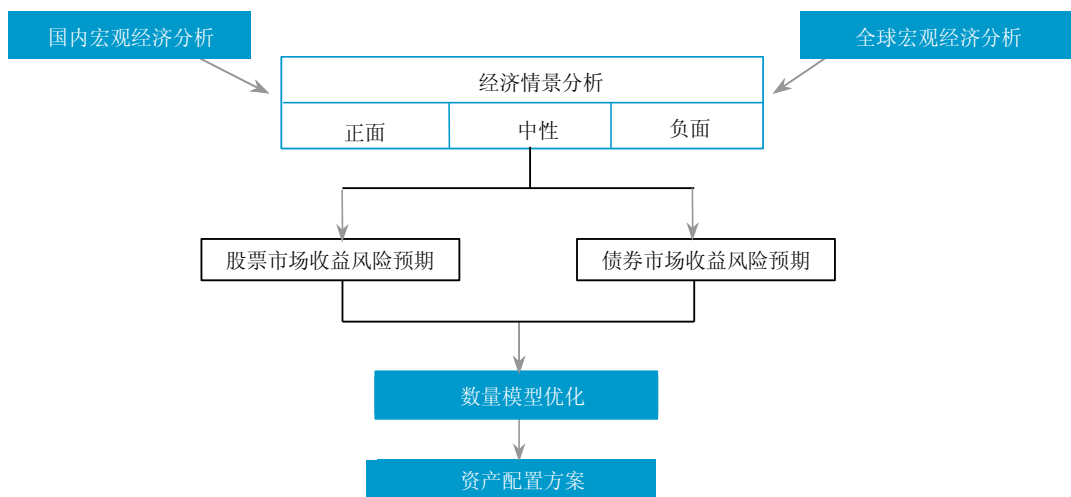 国内宏观经济分析
全球宏观经济分析
经济情景分析
正面
中性
负面
股票市场收益风险预期
债券市场收益风险预期
数量模型优化
资产配置方案